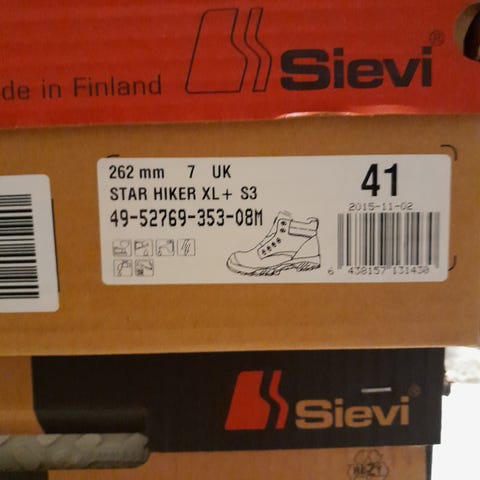 Sievi®
de in Finland
262 mm 7 UK
STAR HIKER XL+ S3
49-52769-353-08M
41
2015-11-02
6 438157 131430
Sievi®
RESY